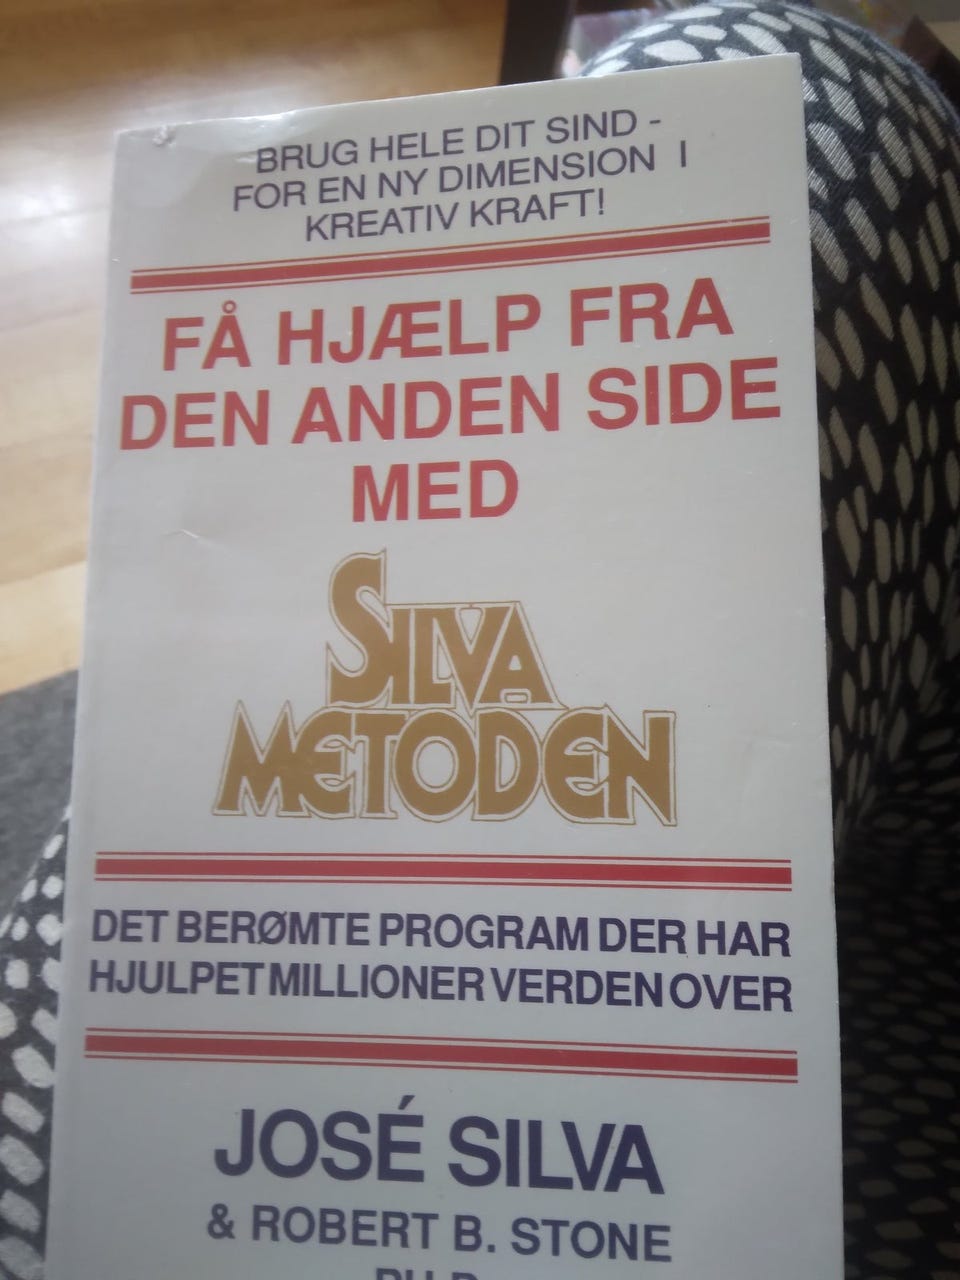 BRUG HELE DIT SIND -
FOR EN NY DIMENSION I
KREATIV KRAFT!
FÅ HJÆLP FRA
DEN ANDEN SIDE
MED
SILVA
METODEN
DET BERØMTE PROGRAM DER HAR
HJULPET MILLIONER VERDEN OVER
JOSÉ SILVA
& ROBERT B. STONE
PH.D.